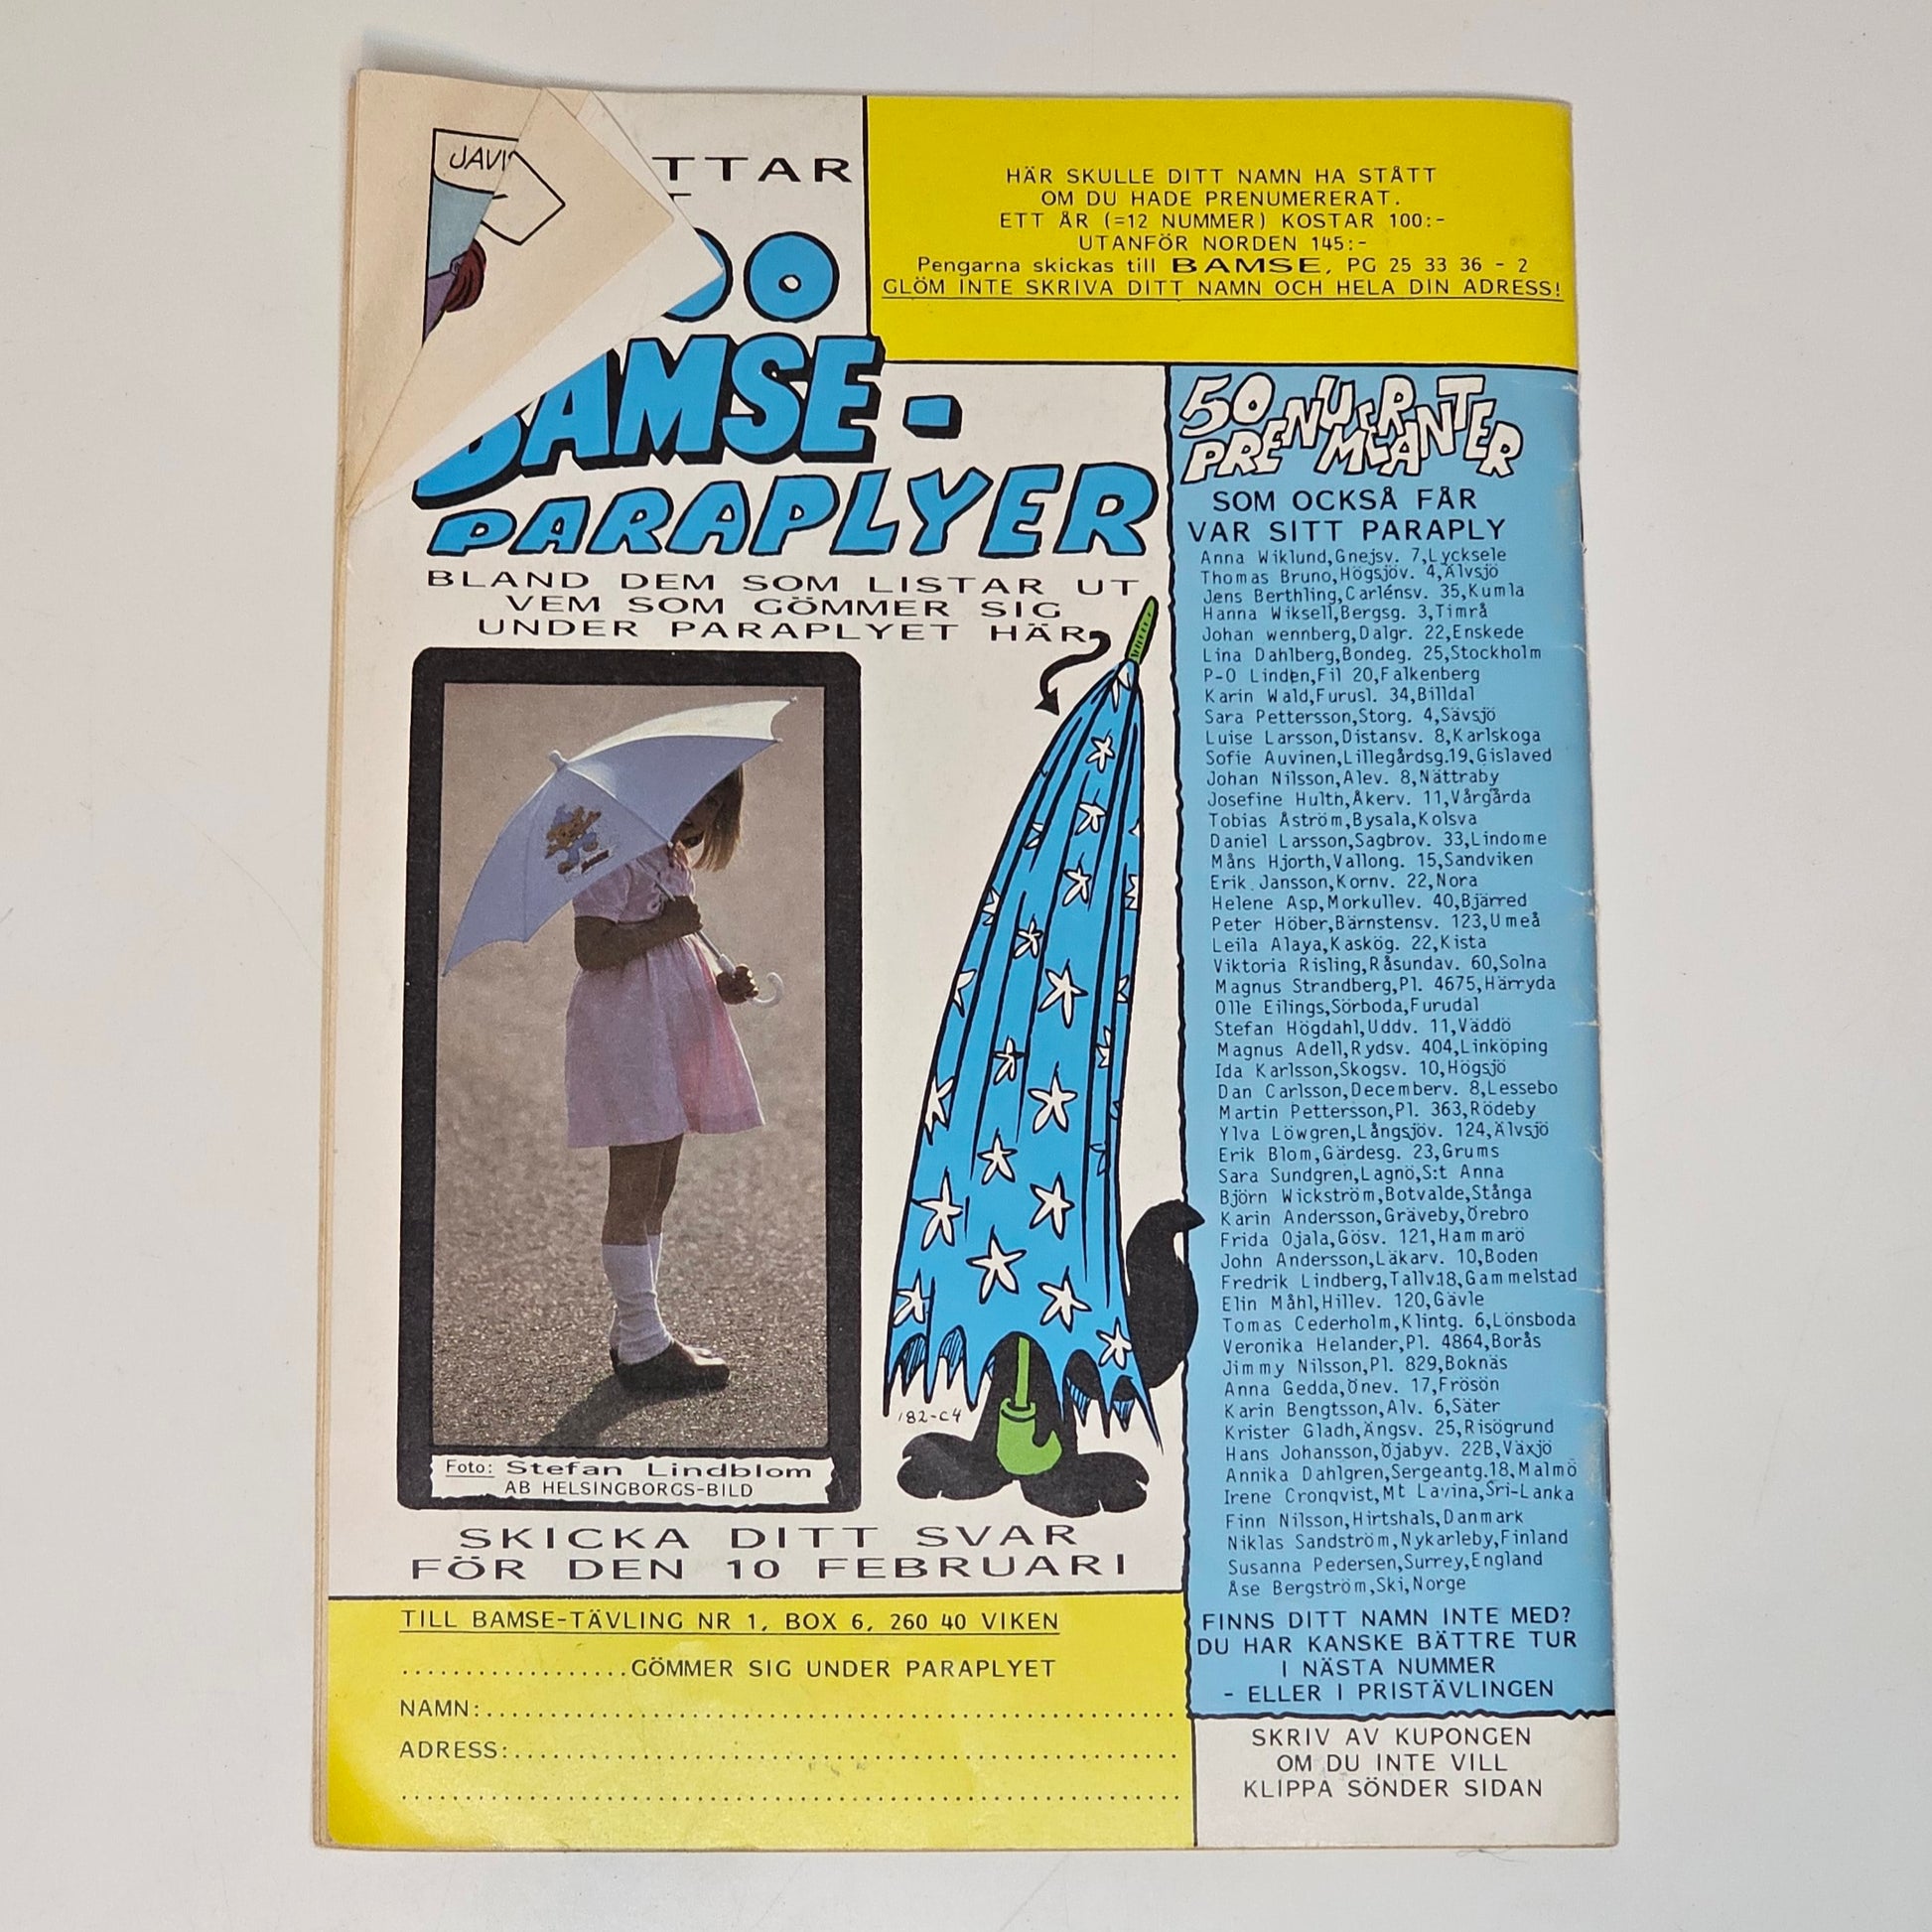 JAVI
TTAR
00
BAMSE-
PARAPLYER
BLAND DEM SOM LISTAR UT
VEM SOM GÖMMER SIG
UNDER PARAPLYET HÄR
'82-C4
Foto: Stefan Lindblom
AB HELSINGBORGS-BILD
SKICKA DITT SVAR
FÖR DEN 10 FEBRUARI
TILL BAMSE-TÄVLING NR 1, BOX 6, 260 40 VIKEN
..................GÖMMER SIG UNDER PARAPLYET
NAMN:
ADRESS:
HÄR SKULLE DITT NAMN HA STÅTT
OM DU HADE PRENUMERERAT.
ETT ÅR (=12 NUMMER) KOSTAR 100:-
UTANFÖR NORDEN 145:-
Pengarna skickas till BAMSE, PG 25 33 36 - 2
GLÖM INTE SKRIVA DITT NAMN OCH HELA DIN ADRESS!
50
PRENUMERANTER
SOM OCKSÅ FÅR
VAR SITT PARAPLY
Anna Wiklund,Gnejsv. 7,Lycksele
Thomas Bruno,Högsjöv. 4,Älvsjö
Jens Berthling,Carlénsv. 35,Kumla
Hanna Wiksell,Bergsg. 3,Timrå
Johan wennberg,Dalgr. 22,Enskede
Lina Dahlberg,Bondeg. 25,Stockholm
P-O Linden,Fil 20,Falkenberg
Karin Wald,Furusl. 34,Billdal
Sara Pettersson,Storg. 4,Sävsjö
Luise Larsson,Distansv. 8,Karlskoga
Sofie Auvinen,Lillegårdsg.19,Gislaved
Johan Nilsson,Alev. 8,Nättraby
Josefine Hulth,Åkerv. 11,Vårgårda
Tobias Åström,Bysala,Kolsva
Daniel Larsson,Sagbrov. 33,Lindome
Måns Hjorth,Vallong. 15,Sandviken
Erik Jansson,Kornv. 22,Nora
Helene Asp,Morkullev. 40,Bjärred
Peter Höber,Bärnstensv. 123,Umeå
Leila Alaya,Kaskög. 22,Kista
Viktoria Risling,Råsundav. 60,Solna
Magnus Strandberg,Pl. 4675,Härryda
Olle Eilings,Sörboda,Furudal
Stefan Högdahl,Uddv. 11,Väddö
Magnus Adell,Rydsv. 404,Linköping
Ida Karlsson,Skogsv. 10,Högsjö
Dan Carlsson,Decemberv. 8,Lessebo
Martin Pettersson,Pl. 363,Rödeby
Ylva Löwgren,Långsjöv. 124,Älvsjö
Erik Blom,Gärdesg. 23,Grums
Sara Sundgren,Lagnö,S:t Anna
Björn Wickström,Botvalde,Stånga
Karin Andersson,Gräveby,Örebro
Frida Ojala,Gösv. 121,Hammarö
John Andersson,Läkarv. 10,Boden
Fredrik Lindberg,Tallv.18,Gammelstad
Elin Måhl,Hillev. 120,Gävle
Tomas Cederholm,Klintg. 6,Lönsboda
Veronika Helander,Pl. 4864,Borås
Jimmy Nilsson,Pl. 829,Boknäs
Anna Gedda,Önev. 17,Frösön
Karin Bengtsson,Alv. 6,Säter
Krister Gladh,Ängsv. 25,Risögrund
Hans Johansson,Öjabyv. 22B,Växjö
Annika Dahlgren,Sergeantg.18,Malmö
Irene Cronqvist,Mt Lavina,Sri-Lanka
Finn Nilsson,Hirtshals,Danmark
Niklas Sandström,Nykarleby,Finland
Susanna Pedersen,Surrey,England
Åse Bergström,Ski,Norge
FINNS DITT NAMN INTE MED?
DU HAR KANSKE BÄTTRE TUR
I NÄSTA NUMMER
- ELLER I PRISTÄVLINGEN
SKRIV AV KUPONGEN
OM DU INTE VILL
KLIPPA SÖNDER SIDAN